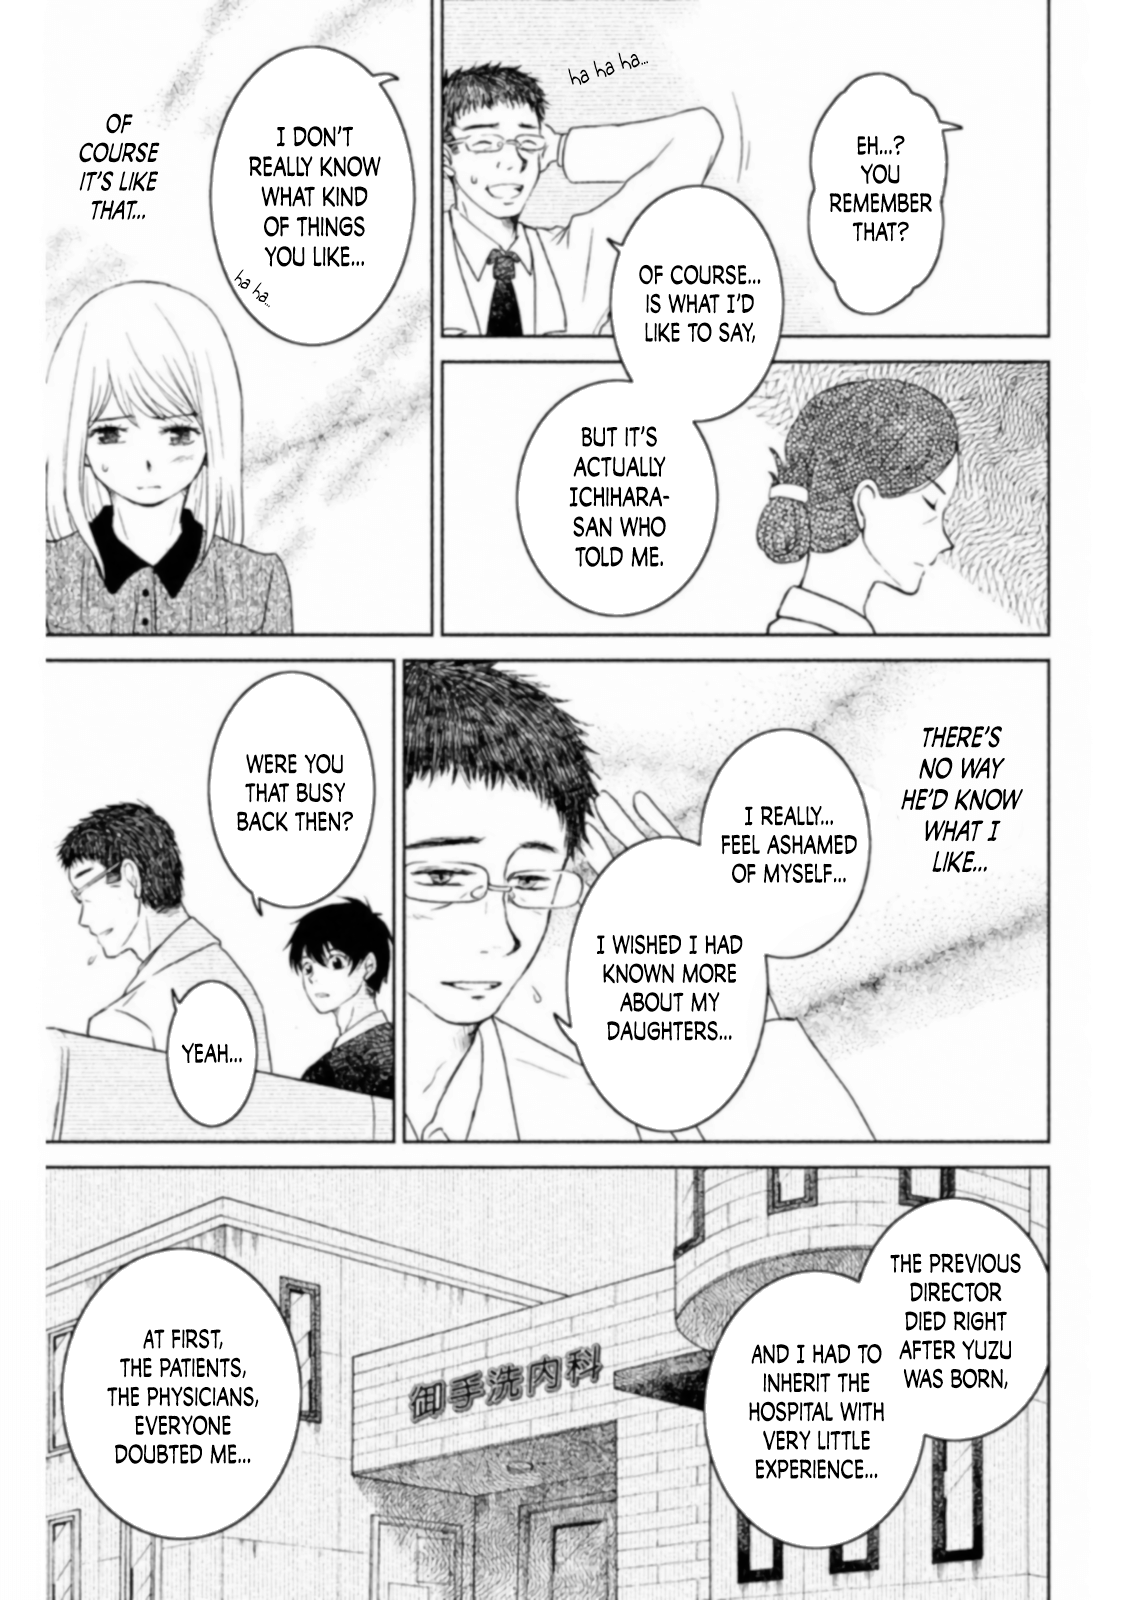 EH...?
YOU
REMEMBER
THAT?
ha ha ha...
OF COURSE...
IS WHAT I'D
LIKE TO SAY,
BUT IT'S
ACTUALLY
ICHIHARA-
SAN WHO
TOLD ME.
I DON'T
REALLY KNOW
WHAT KIND
OF THINGS
YOU LIKE...
ha ha...
OF
COURSE
IT'S LIKE
THAT...
THERE'S
NO WAY
HE'D KNOW
WHAT I
LIKE...
I REALLY...
FEEL ASHAMED
OF MYSELF...
I WISHED I HAD
KNOWN MORE
ABOUT MY
DAUGHTERS...
WERE YOU
THAT BUSY
BACK THEN?
YEAH...
THE PREVIOUS
DIRECTOR
DIED RIGHT
AFTER YUZU
WAS BORN,
AND I HAD TO
INHERIT THE
HOSPITAL WITH
VERY LITTLE
EXPERIENCE...
御手洗内科
AT FIRST,
THE PATIENTS,
THE PHYSICIANS,
EVERYONE
DOUBTED ME...